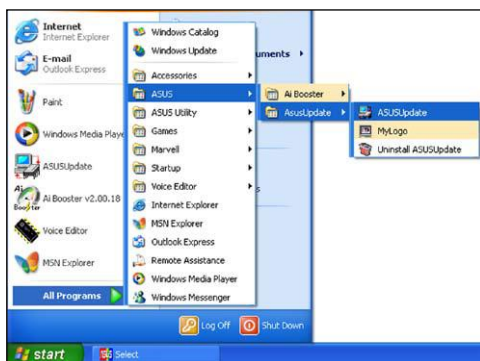 Internet
Internet Explorer
E-mail
Outlook Express
Paint
Windows Media Playe
ASUSUpdate
Ai Booster v2.00.18
Voice Editor
MSN Explorer
All Programs
Windows Catalog
Windows Update
Accessories
ASUS
ASUS Utility
Games
Marvell
Startup
Voice Editor
Internet Explorer
MSN Explorer
Outlook Express
Remote Assistance
Windows Media Player
Windows Messenger
uments
s
Ai Booster
AsusUpdate
ASUSUpdate
MyLogo
Uninstall ASUSUpdate
Log Off
Shut Down
start
Select